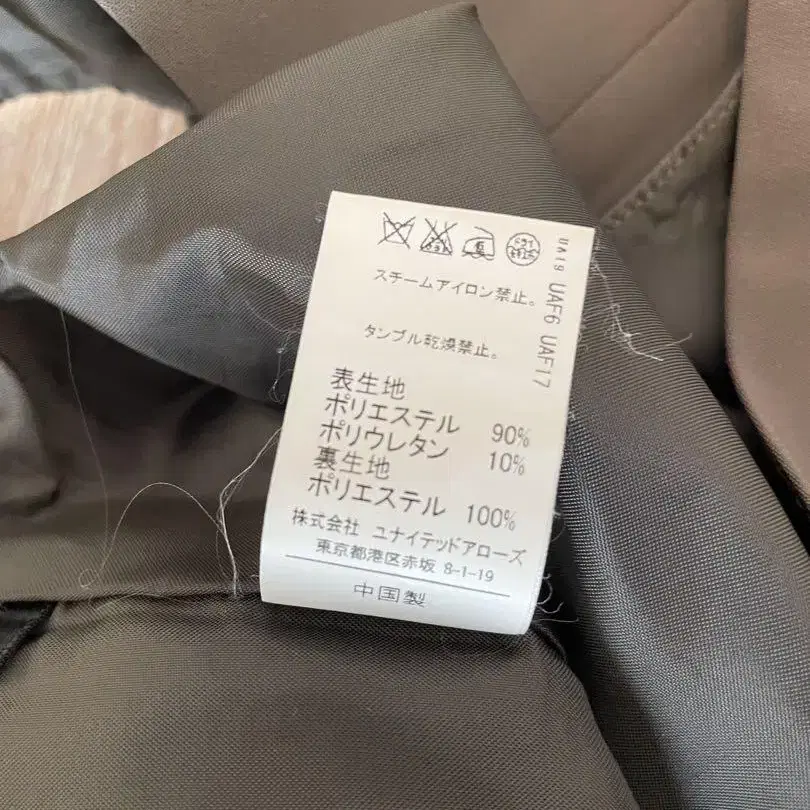 スチームアイロン禁止。
タンブル乾燥禁止。
表生地
ポリエステル 90%
ポリウレタン 10%
裏生地
ポリエステル 100%
株式会社 ユナイテッドアローズ
東京都港区赤坂 8-1-19
中国製
UA19 UAF6 UAF17